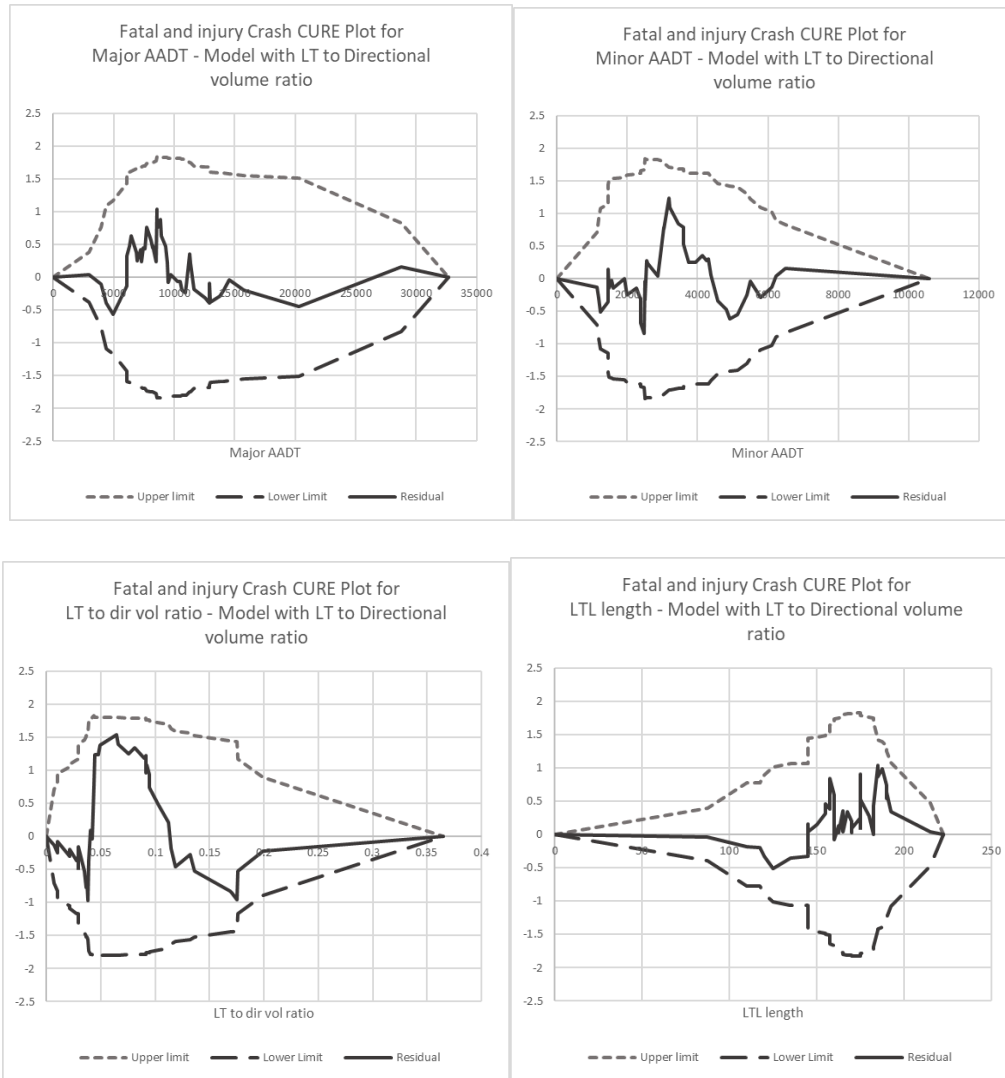 Fatal and injury Crash CURE Plot for
Major AADT - Model with LT to Directional
volume ratio
2.5
2
1.5
1
0.5
0
-0.5
-1
-1.5
-2
-2.5
0 5000 10000 15000 20000 25000 30000 35000
Major AADT
Upper limit Lower Limit Residual
Fatal and injury Crash CURE Plot for
Minor AADT - Model with LT to Directional
volume ratio
2.5
2
1.5
1
0.5
0
-0.5
-1
-1.5
-2
-2.5
0 2000 4000 6000 8000 10000 12000
Minor AADT
Upper limit Lower Limit Residual
Fatal and injury Crash CURE Plot for
LT to dir vol ratio - Model with LT to Directional
volume ratio
2.5
2
1.5
1
0.5
0
-0.5
-1
-1.5
-2
-2.5
0 0.05 0.1 0.15 0.2 0.25 0.3 0.35 0.4
LT to dir vol ratio
Upper limit Lower Limit Residual
Fatal and injury Crash CURE Plot for
LTL length - Model with LT to Directional volume
ratio
2.5
2
1.5
1
0.5
0
-0.5
-1
-1.5
-2
-2.5
0 50 100 150 200 250
LTL length
Upper limit Lower Limit Residual